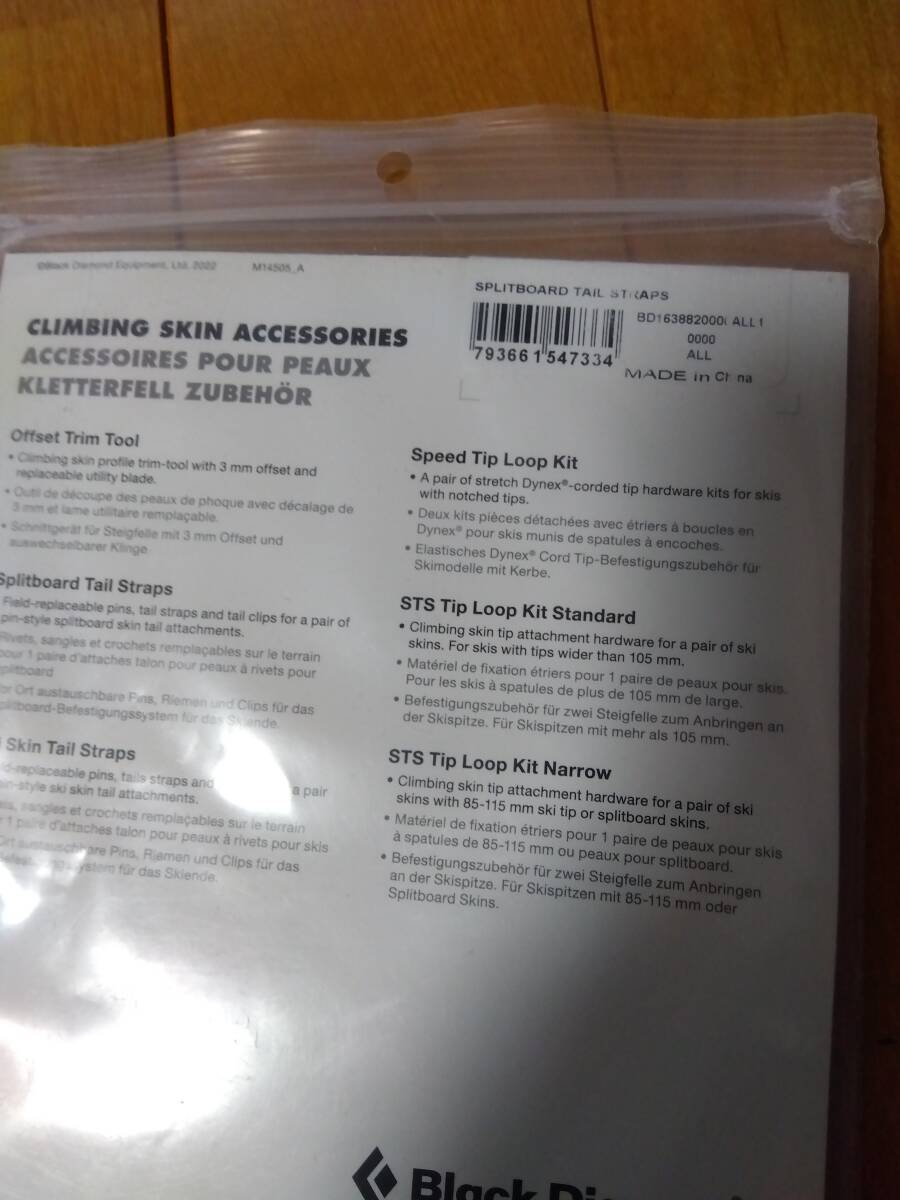 ©Black Diamond Equipment, Ltd. 2022 M14505_A
SPLITBOARD TAIL STRAPS
BD1638820000 ALL1
0000
ALL
793661547334
MADE in China
CLIMBING SKIN ACCESSORIES
ACCESSOIRES POUR PEAUX
KLETTERFELL ZUBEHÖR
Offset Trim Tool
• Climbing skin profile trim-tool with 3 mm offset and
replaceable utility blade.
• Outil de découpe des peaux de phoque avec décalage de
3 mm et lame utilitaire remplaçable.
• Schnittgerät für Steigfelle mit 3 mm Offset und
auswechselbarer Klinge.
Splitboard Tail Straps
Field-replaceable pins, tail straps and tail clips for a pair of
pin-style splitboard skin tail attachments.
Rivets, sangles et crochets remplaçables sur le terrain
pour 1 paire d'attaches talon pour peaux à rivets pour
splitboard
Ort austauschbare Pins, Riemen und Clips für das
Splitboard-Befestigungssystem für das Skiende.
Skin Tail Straps
-replaceable pins, tails straps and a pair
-style ski skin tail attachments.
sangles et crochets remplaçables sur le terrain
1 paire d'attaches talon pour peaux à rivets pour skis
Ort austauschbare Pins, Riemen und Clips für das
system für das Skiende.
Speed Tip Loop Kit
• A pair of stretch Dynex®-corded tip hardware kits for skis
with notched tips.
• Deux kits pièces détachées avec étriers à boucles en
Dynex® pour skis munis de spatules à encoches.
• Elastisches Dynex® Cord Tip-Befestigungszubehör für
Skimodelle mit Kerbe.
STS Tip Loop Kit Standard
• Climbing skin tip attachment hardware for a pair of ski
skins. For skis with tips wider than 105 mm.
• Matériel de fixation étriers pour 1 paire de peaux pour skis.
Pour les skis à spatules de plus de 105 mm de large.
• Befestigungszubehör für zwei Steigfelle zum Anbringen an
der Skispitze. Für Skispitzen mit mehr als 105 mm.
STS Tip Loop Kit Narrow
• Climbing skin tip attachment hardware for a pair of ski
skins with 85-115 mm ski tip or splitboard skins.
• Matériel de fixation étriers pour 1 paire de peaux pour skis
à spatules de 85-115 mm ou peaux pour splitboard.
• Befestigungszubehör für zwei Steigfelle zum Anbringen
an der Skispitze. Für Skispitzen mit 85-115 mm oder
Splitboard Skins.
Black